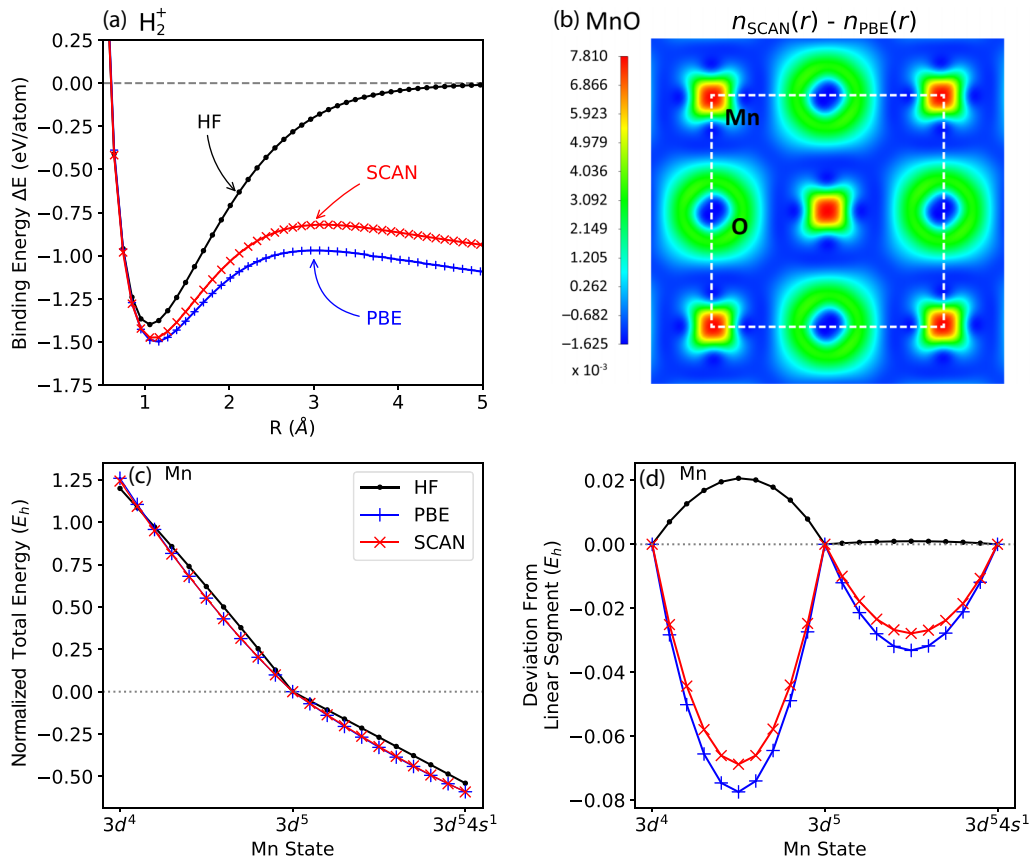 (a) H₂⁺
0.25
0.00
−0.25
−0.50
−0.75
−1.00
−1.25
−1.50
−1.75
Binding Energy ΔE (eV/atom)
HF
SCAN
PBE
1 2 3 4 5
R (Å)
(b) MnO n_SCAN(r) - n_PBE(r)
7.810
6.866
5.923
4.979
4.036
3.092
2.149
1.205
0.262
−0.682
−1.625
x 10⁻³
Mn
O
(c) Mn
1.25
1.00
0.75
0.50
0.25
0.00
−0.25
−0.50
Normalized Total Energy (E_h)
HF
PBE
SCAN
3d⁴ 3d⁵ 3d⁵4s¹
Mn State
(d) Mn
0.02
0.00
−0.02
−0.04
−0.06
−0.08
Deviation From
Linear Segment (E_h)
3d⁴ 3d⁵ 3d⁵4s¹
Mn State